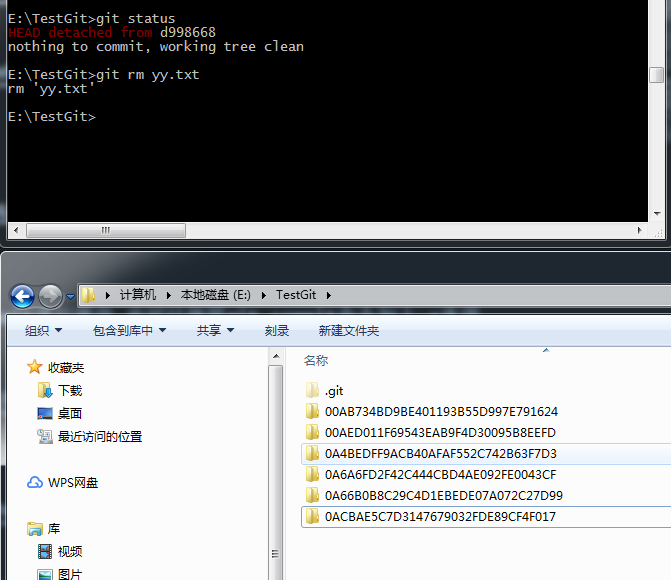 E:\TestGit>git status
HEAD detached from d998668
nothing to commit, working tree clean
E:\TestGit>git rm yy.txt
rm 'yy.txt'
E:\TestGit>
计算机 本地磁盘 (E:) TestGit
组织 包含到库中 共享 刻录 新建文件夹
收藏夹
下载
桌面
最近访问的位置
WPS网盘
库
视频
图片
名称
.git
00AB734BD9BE401193B55D997E791624
00AED011F69543EAB9F4D30095B8EEFD
0A4BEDFF9ACB40AFAF552C742B63F7D3
0A6A6FD2F42C444CBD4AE092FE0043CF
0A66B0B8C29C4D1EBEDE07A072C27D99
0ACBAE5C7D3147679032FDE89CF4F017